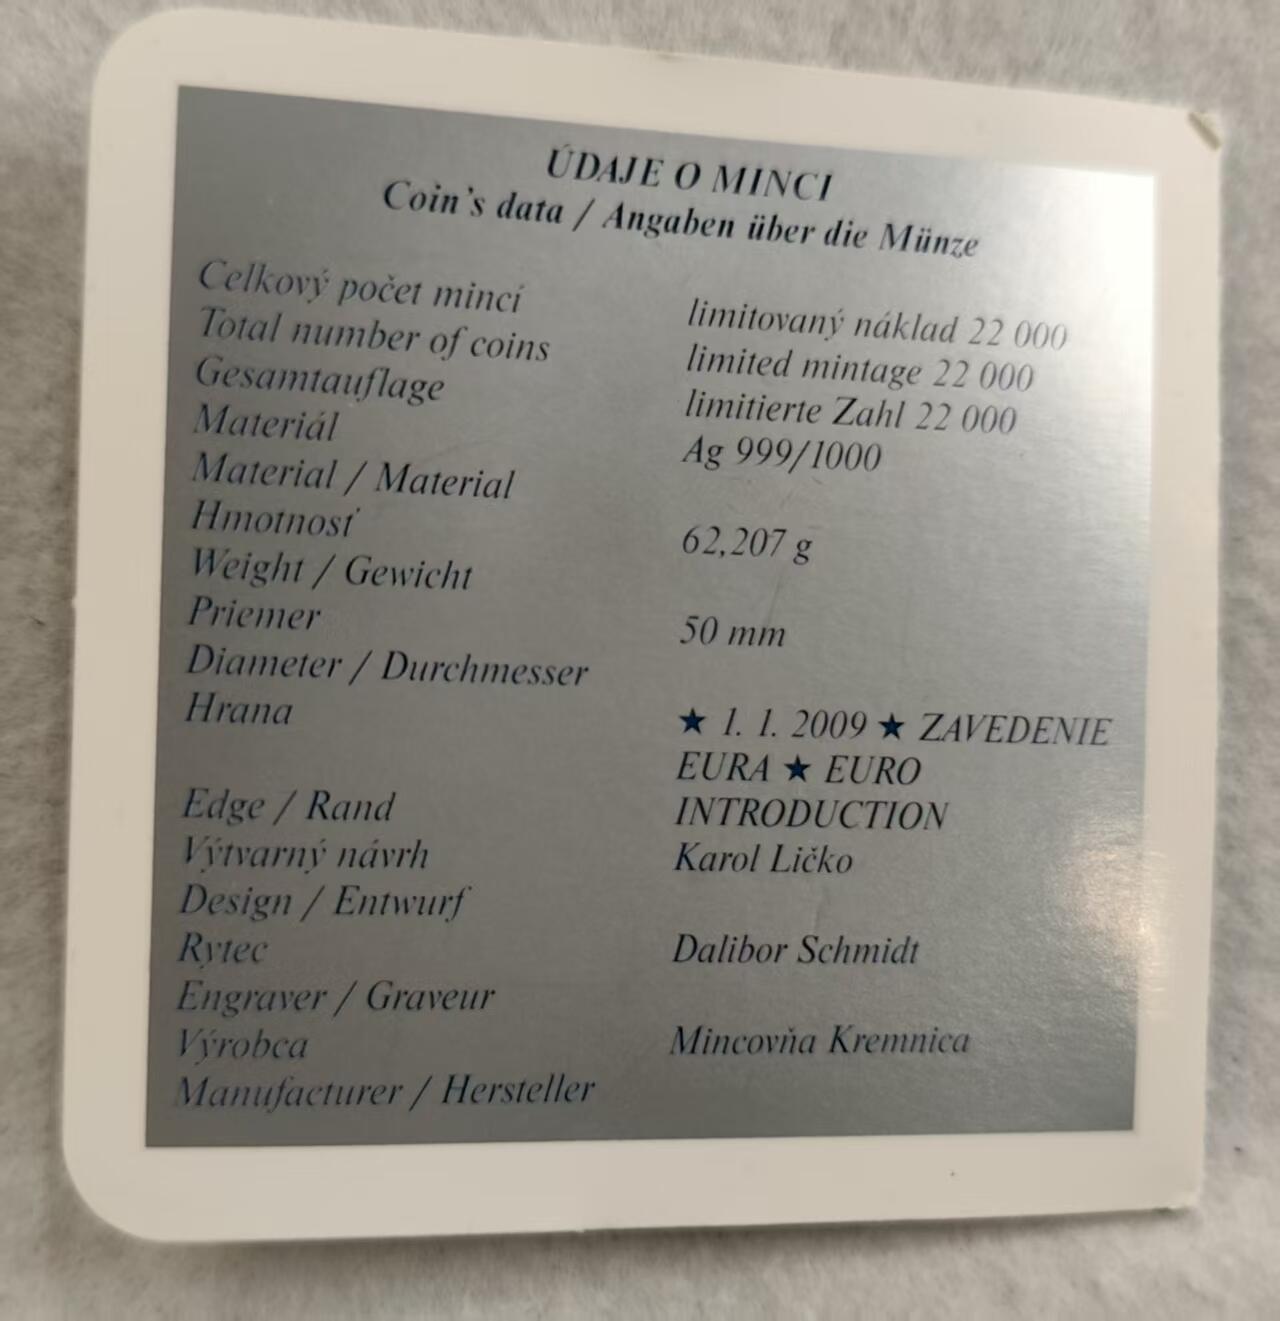 ÚDAJE O MINCI
Coin's data / Angaben über die Münze
Celkový počet mincí limitovaný náklad 22 000
Total number of coins limited mintage 22 000
Gesamtauflage limitierte Zahl 22 000
Materiál Ag 999/1000
Material / Material
Hmotnosť 62,207 g
Weight / Gewicht
Priemer 50 mm
Diameter / Durchmesser
Hrana ★ 1. 1. 2009 ★ ZAVEDENIE
EURA ★ EURO
Edge / Rand INTRODUCTION
Výtvarný návrh Karol Ličko
Design / Entwurf
Rytec Dalibor Schmidt
Engraver / Graveur
Výrobca Mincovňa Kremnica
Manufacturer / Hersteller